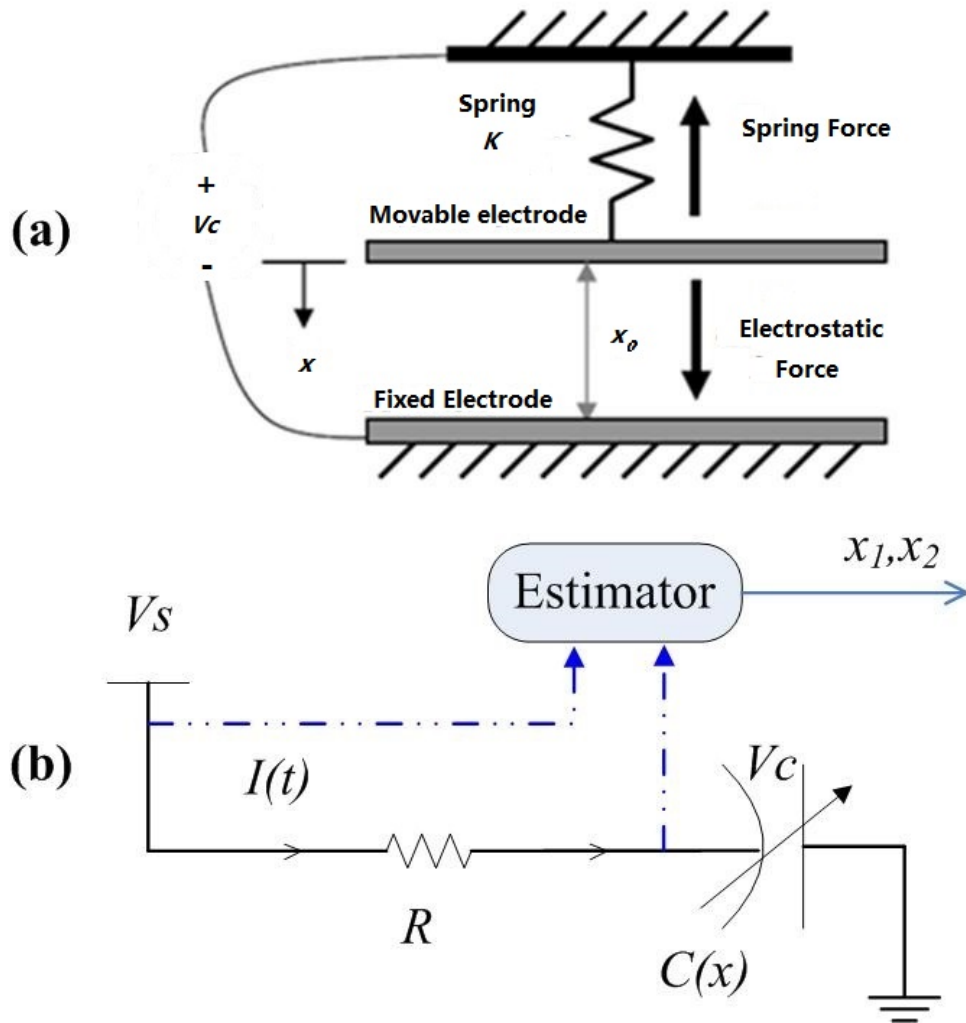 Spring
K
Spring Force
+
Vc
-
(a)
Movable electrode
x
x₀
Electrostatic
Force
Fixed Electrode
Estimator
x₁,x₂
Vs
(b)
I(t)
Vc
R
C(x)